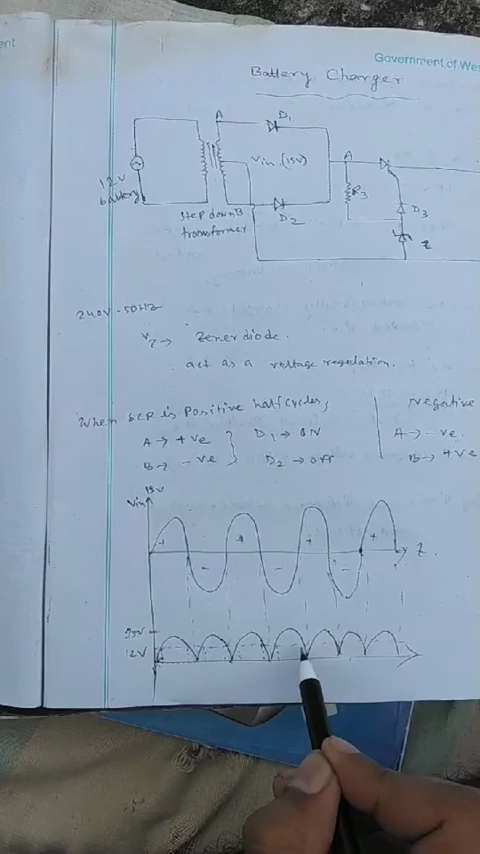 ent
Government of Wes
Battery Charger
A
D1
Vin (15V)
A
12V
battery
R3
D3
step down B
transformer
D2
Z
240V-50HZ
VZ → Zener diode.
act as a voltage regulation.
When SCP is Positive half cycles,
A → +ve } D1 → ON
B → -ve } D2 → OFF
Negative
A → -ve.
B → +ve
15V
Vin
+ + + +
- - -
12V